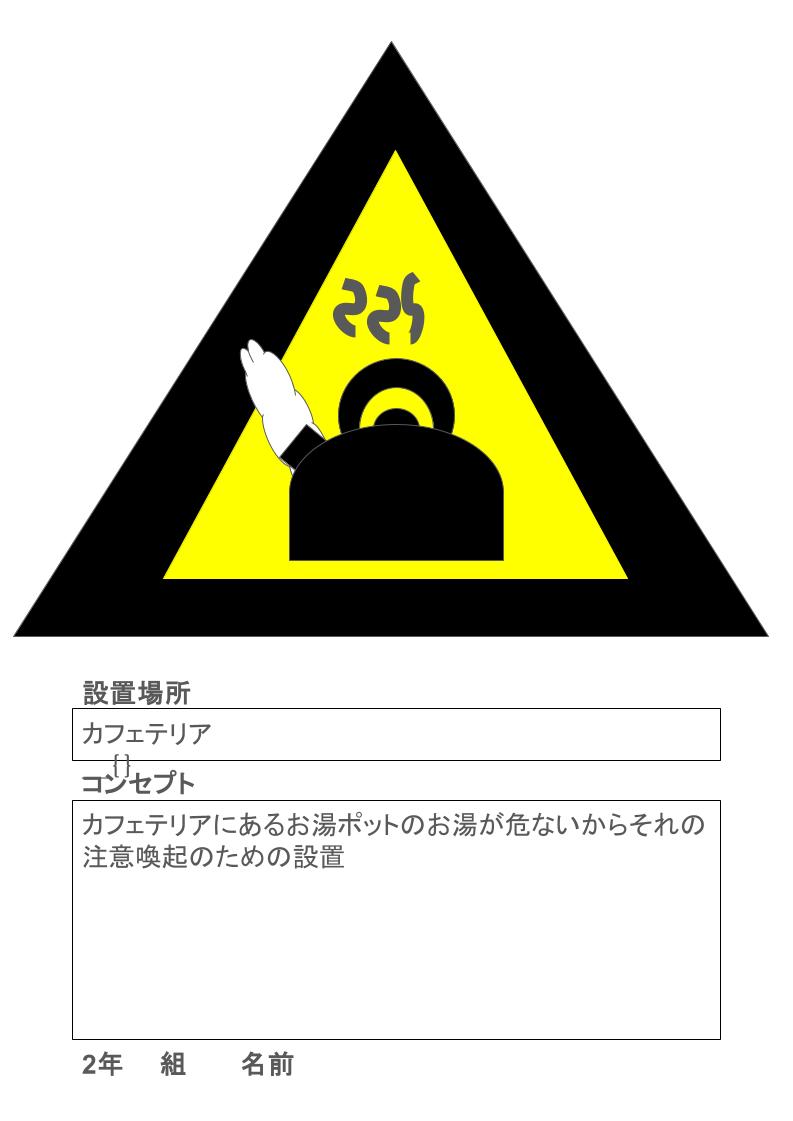 設置場所
カフェテリア
{}
コンセプト
カフェテリアにあるお湯ポットのお湯が危ないからそれの
注意喚起のための設置
2年 組 名前